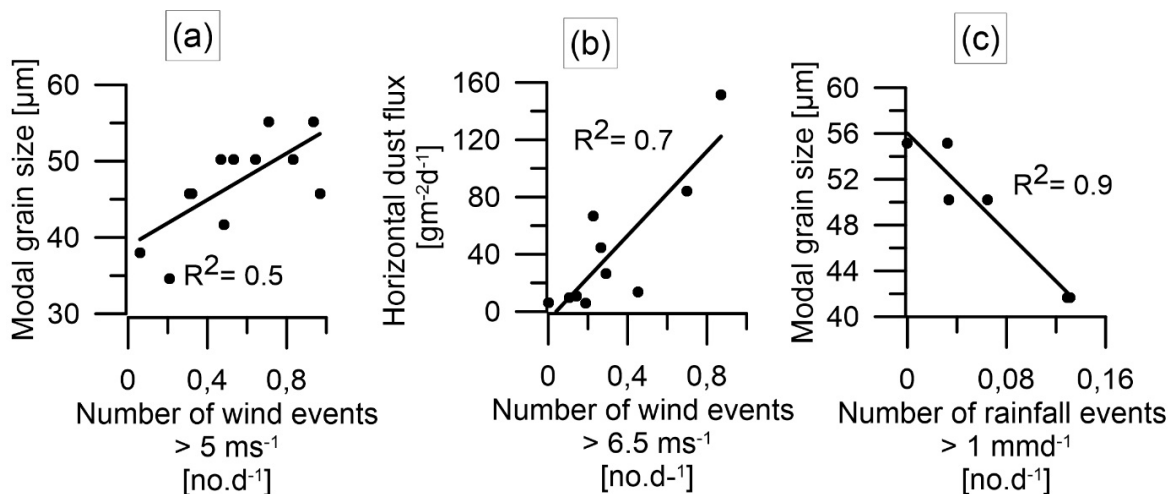 (a)
Modal grain size [µm]
60
50
40
30
R2= 0.5
0
0,4
0,8
Number of wind events
> 5 ms-1
[no.d-1]
(b)
Horizontal dust flux
[gm-2d-1]
160
120
80
40
0
R2= 0.7
0
0,4
0,8
Number of wind events
> 6.5 ms-1
[no.d-1]
(c)
Modal grain size [µm]
60
56
52
48
44
40
R2= 0.9
0
0,08
0,16
Number of rainfall events
> 1 mmd-1
[no.d-1]